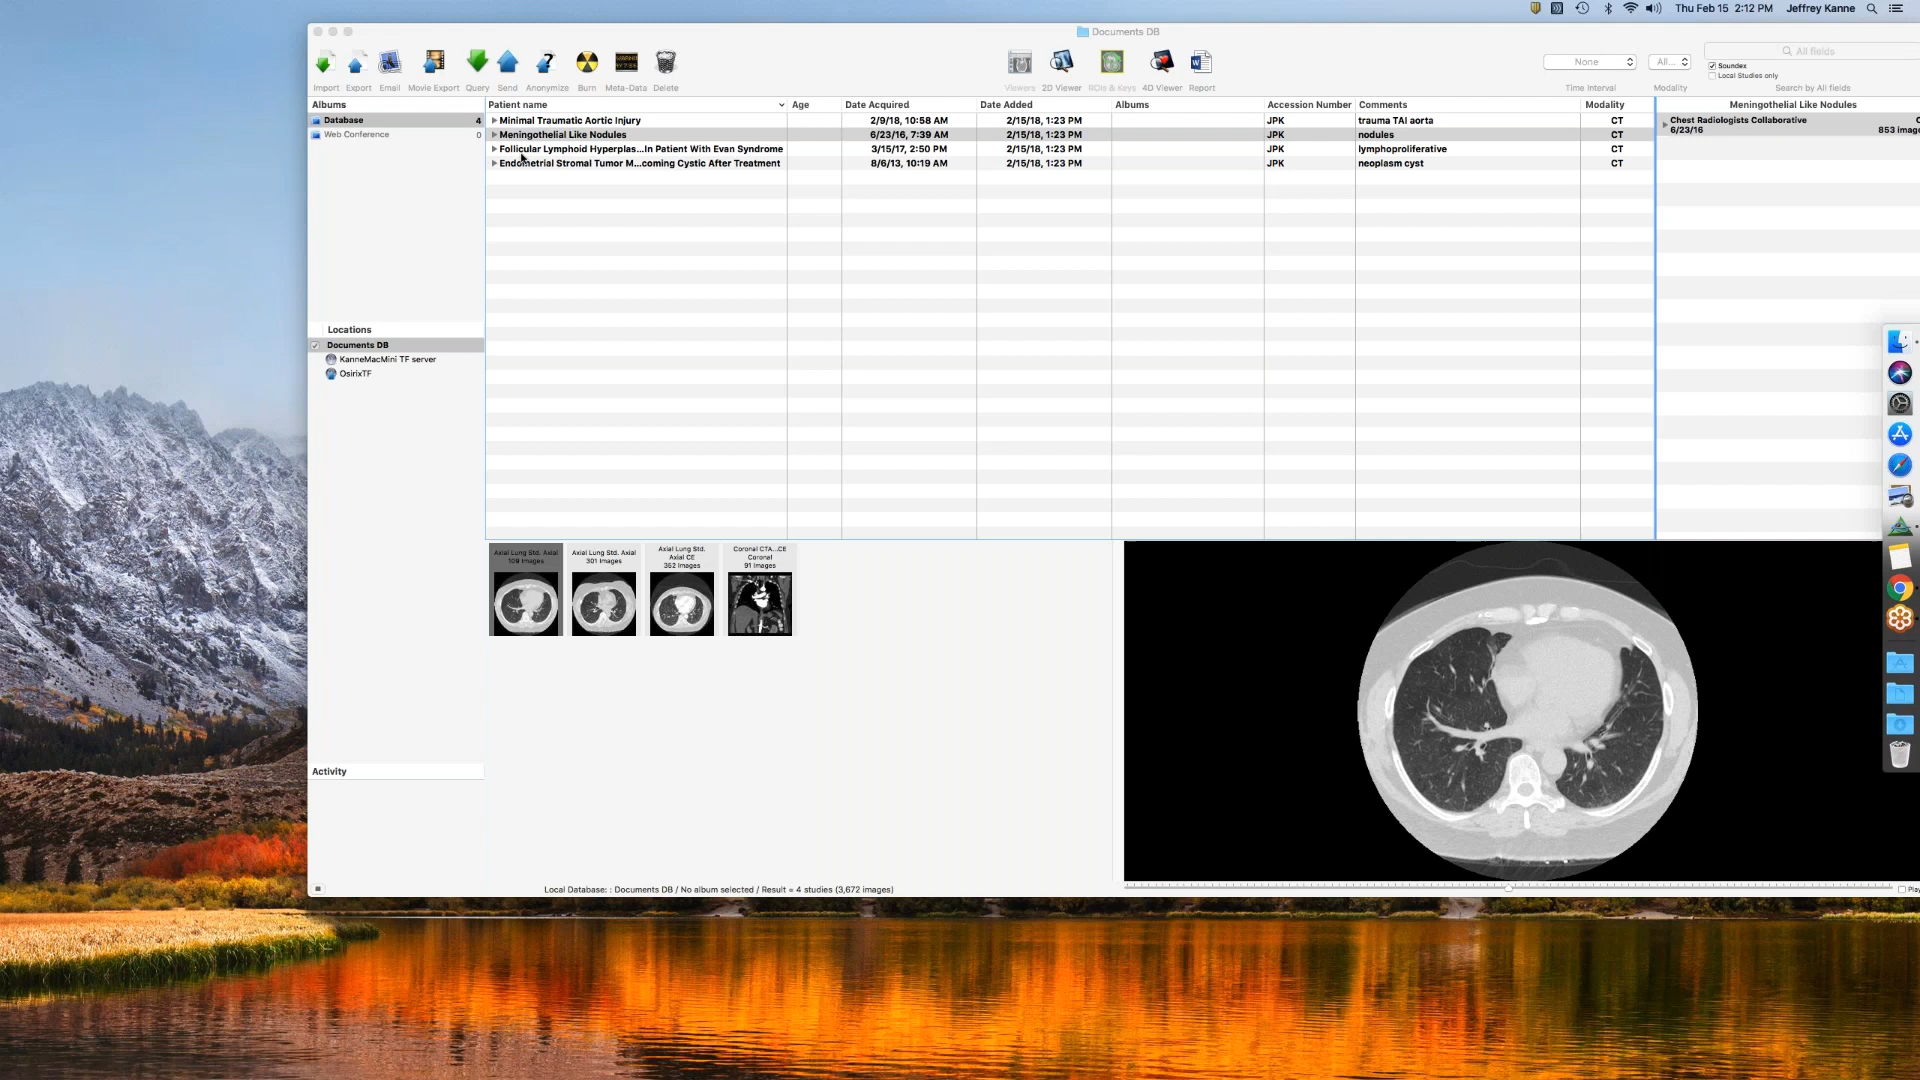 Thu Feb 15 2:12 PM Jeffrey Kanne
Documents DB
Import Export Email Movie Export Query Send Anonymize Burn Meta-Data Delete
Viewers 2D Viewer ROIs & Keys 4D Viewer Report
None
All...
All fields
Soundex
Local Studies only
Time Interval
Modality
Search by All fields
Albums
Database 4
Web Conference 0
Patient name Age Date Acquired Date Added Albums Accession Number Comments Modality
Minimal Traumatic Aortic Injury 2/9/18, 10:58 AM 2/15/18, 1:23 PM JPK trauma TAI aorta CT
Meningothelial Like Nodules 6/23/16, 7:39 AM 2/15/18, 1:23 PM JPK nodules CT
Follicular Lymphoid Hyperplas...In Patient With Evan Syndrome 3/15/17, 2:50 PM 2/15/18, 1:23 PM JPK lymphoproliferative CT
Endometrial Stromal Tumor M...coming Cystic After Treatment 8/6/13, 10:19 AM 2/15/18, 1:23 PM JPK neoplasm cyst CT
Meningothelial Like Nodules
Chest Radiologists Collaborative
6/23/16 853 image
Locations
Documents DB
KanneMacMini TF server
OsirixTF
Axial Lung Std. Axial
109 Images
Axial Lung Std. Axial
301 Images
Axial Lung Std.
Axial CE
352 Images
Coronal CTA...CE
Coronal
91 Images
Activity
Local Database: : Documents DB / No album selected / Result = 4 studies (3,672 images)